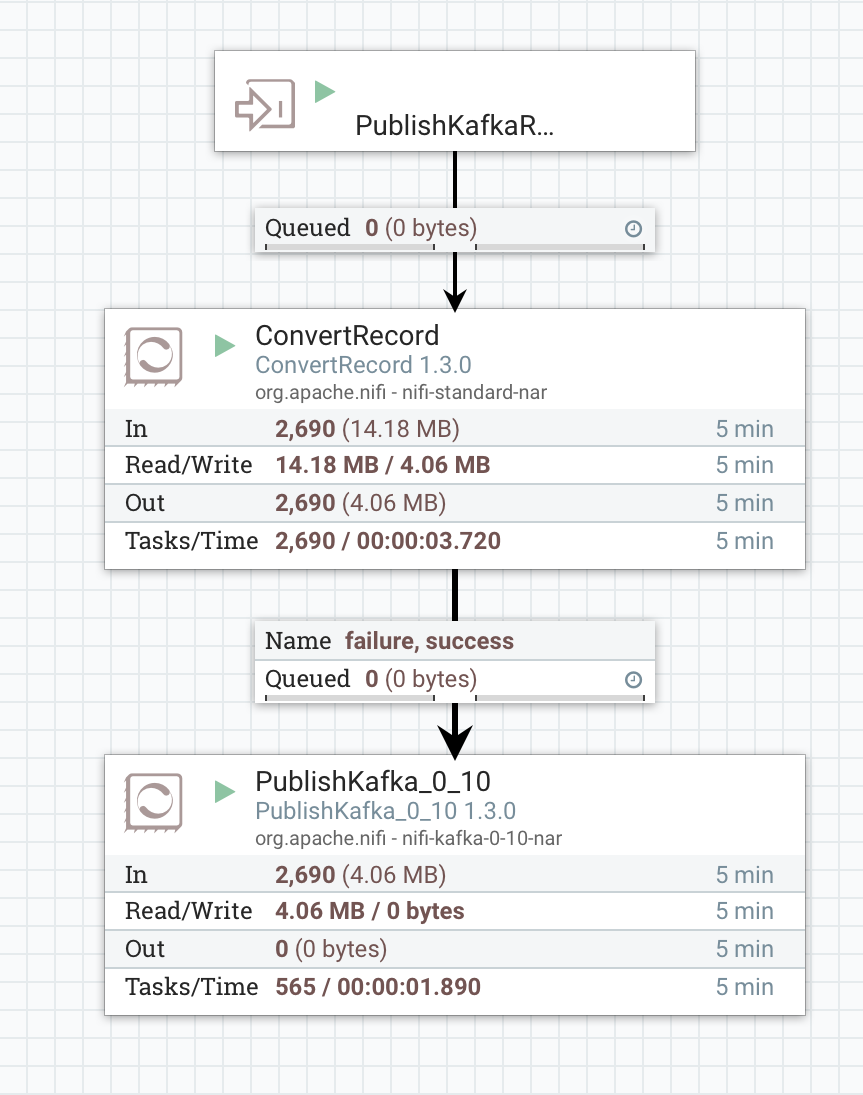 PublishKafkaR...
Queued 0 (0 bytes)
ConvertRecord
ConvertRecord 1.3.0
org.apache.nifi - nifi-standard-nar
In 2,690 (14.18 MB) 5 min
Read/Write 14.18 MB / 4.06 MB 5 min
Out 2,690 (4.06 MB) 5 min
Tasks/Time 2,690 / 00:00:03.720 5 min
Name failure, success
Queued 0 (0 bytes)
PublishKafka_0_10
PublishKafka_0_10 1.3.0
org.apache.nifi - nifi-kafka-0-10-nar
In 2,690 (4.06 MB) 5 min
Read/Write 4.06 MB / 0 bytes 5 min
Out 0 (0 bytes) 5 min
Tasks/Time 565 / 00:00:01.890 5 min